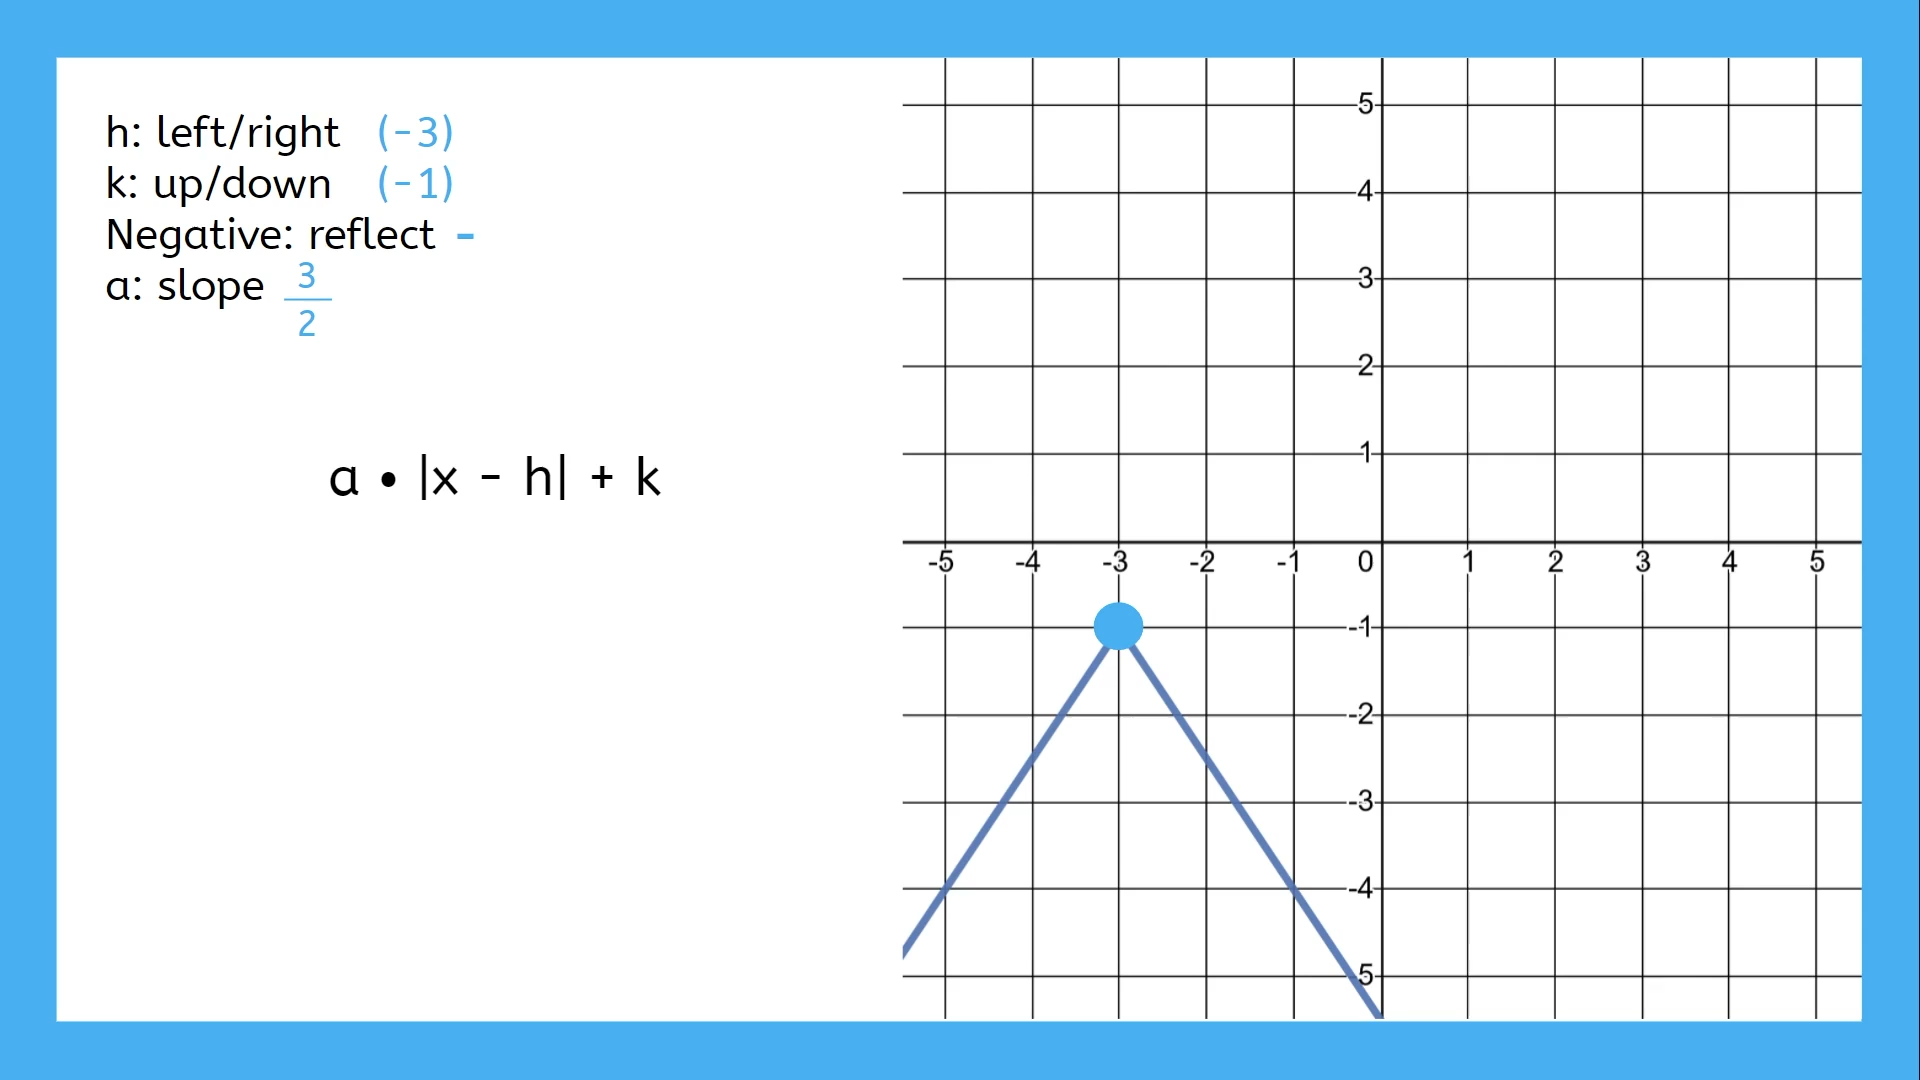 h: left/right (-3)
k: up/down (-1)
Negative: reflect -
a: slope 3/2
a • |x - h| + k
5
4
3
2
1
-5 -4 -3 -2 -1 0 1 2 3 4 5
-1
-2
-3
-4
5